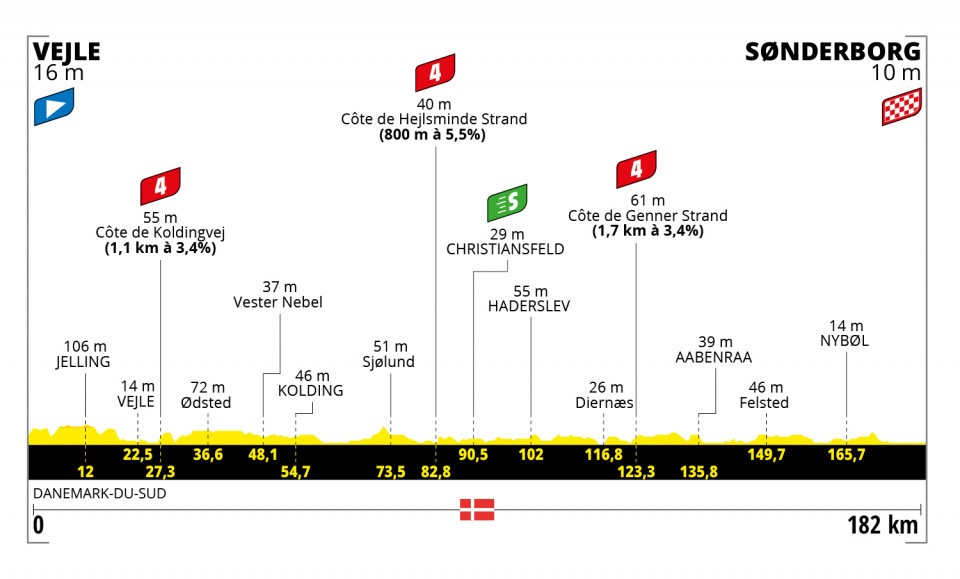 VEJLE
16 m
SØNDERBORG
10 m
4
40 m
Côte de Hejlsminde Strand
(800 m à 5,5%)
4
55 m
Côte de Koldingvej
(1,1 km à 3,4%)
S
29 m
CHRISTIANSFELD
4
61 m
Côte de Genner Strand
(1,7 km à 3,4%)
37 m
Vester Nebel
55 m
HADERSLEV
106 m
JELLING
14 m
VEJLE
72 m
Ødsted
46 m
KOLDING
51 m
Sjølund
26 m
Diernæs
39 m
AABENRAA
46 m
Felsted
14 m
NYBØL
22,5 36,6 48,1 90,5 102 116,8 149,7 165,7
12 27,3 54,7 73,5 82.8 123.3 135,8
DANEMARK-DU-SUD
0
182 km